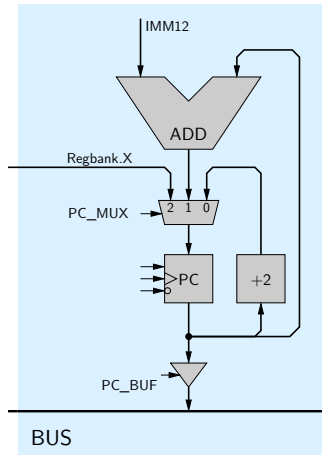 IMM12
ADD
Regbank.X
2 1 0
PC_MUX
PC
+2
PC_BUF
BUS